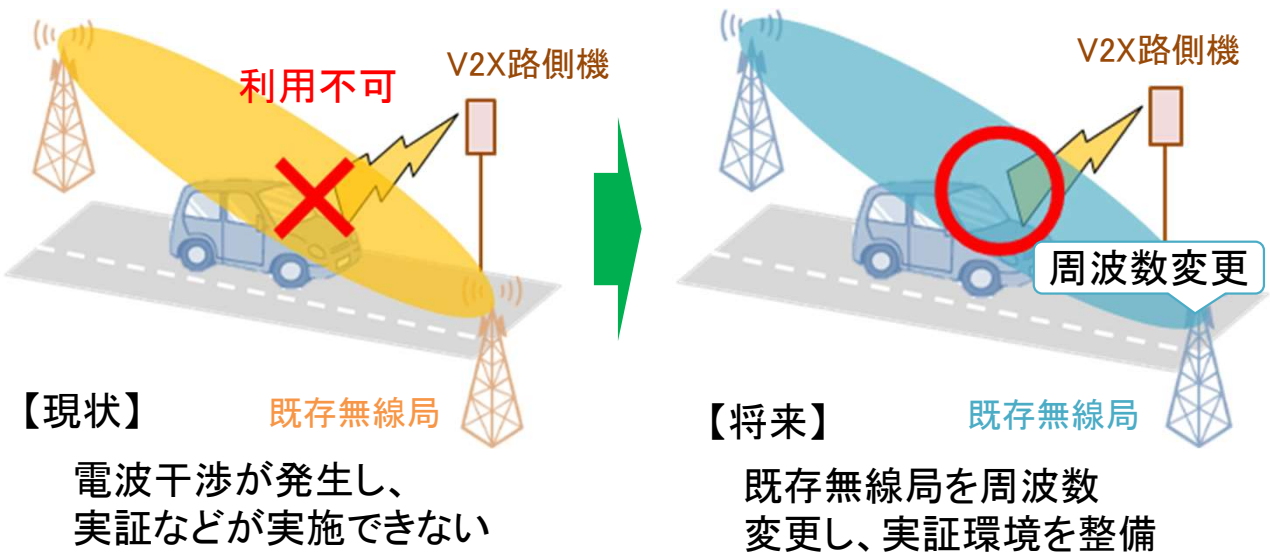 利用不可
V2X路側機
【現状】
既存無線局
電波干渉が発生し、
実証などが実施できない
V2X路側機
周波数変更
【将来】
既存無線局
既存無線局を周波数
変更し、実証環境を整備